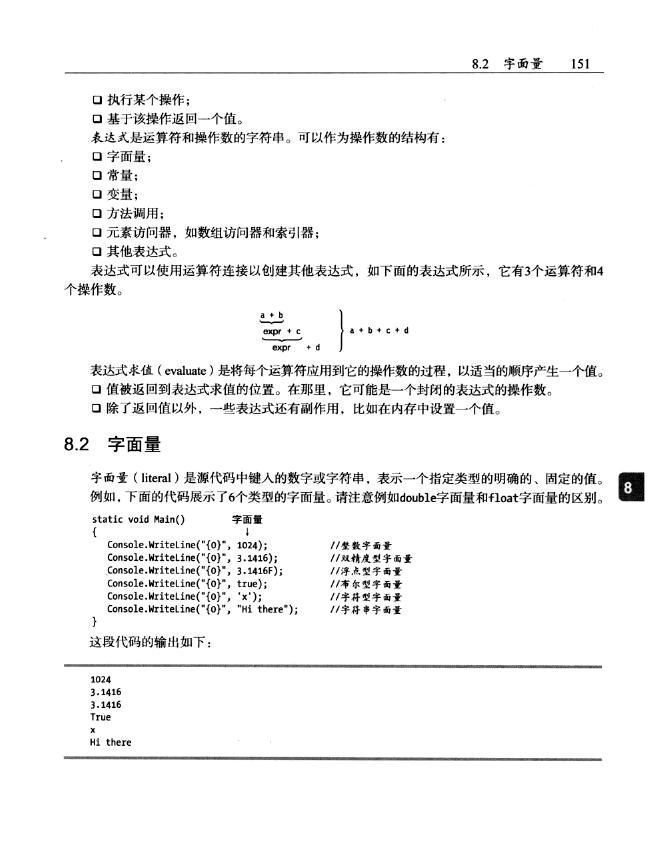 8.2 字面量 151
□ 执行某个操作；
□ 基于该操作返回一个值。
表达式是运算符和操作数的字符串。可以作为操作数的结构有：
□ 字面量；
□ 常量；
□ 变量；
□ 方法调用；
□ 元素访问器，如数组访问器和索引器；
□ 其他表达式。
表达式可以使用运算符连接以创建其他表达式，如下面的表达式所示，它有3个运算符和4
个操作数。
a + b
expr + c
a + b + c + d
expr + d
表达式求值（evaluate）是将每个运算符应用到它的操作数的过程，以适当的顺序产生一个值。
□ 值被返回到表达式求值的位置。在那里，它可能是一个封闭的表达式的操作数。
□ 除了返回值以外，一些表达式还有副作用，比如在内存中设置一个值。
8.2 字面量
字面量（literal）是源代码中键入的数字或字符串，表示一个指定类型的明确的、固定的值。
例如，下面的代码展示了6个类型的字面量。请注意例如double字面量和float字面量的区别。
8
static void Main() 字面量
{ ↓
Console.WriteLine("{0}", 1024); //整数字面量
Console.WriteLine("{0}", 3.1416); //双精度型字面量
Console.WriteLine("{0}", 3.1416F); //浮点型字面量
Console.WriteLine("{0}", true); //布尔型字面量
Console.WriteLine("{0}", 'x'); //字符型字面量
Console.WriteLine("{0}", "Hi there"); //字符串字面量
}
这段代码的输出如下：
1024
3.1416
3.1416
True
x
Hi there